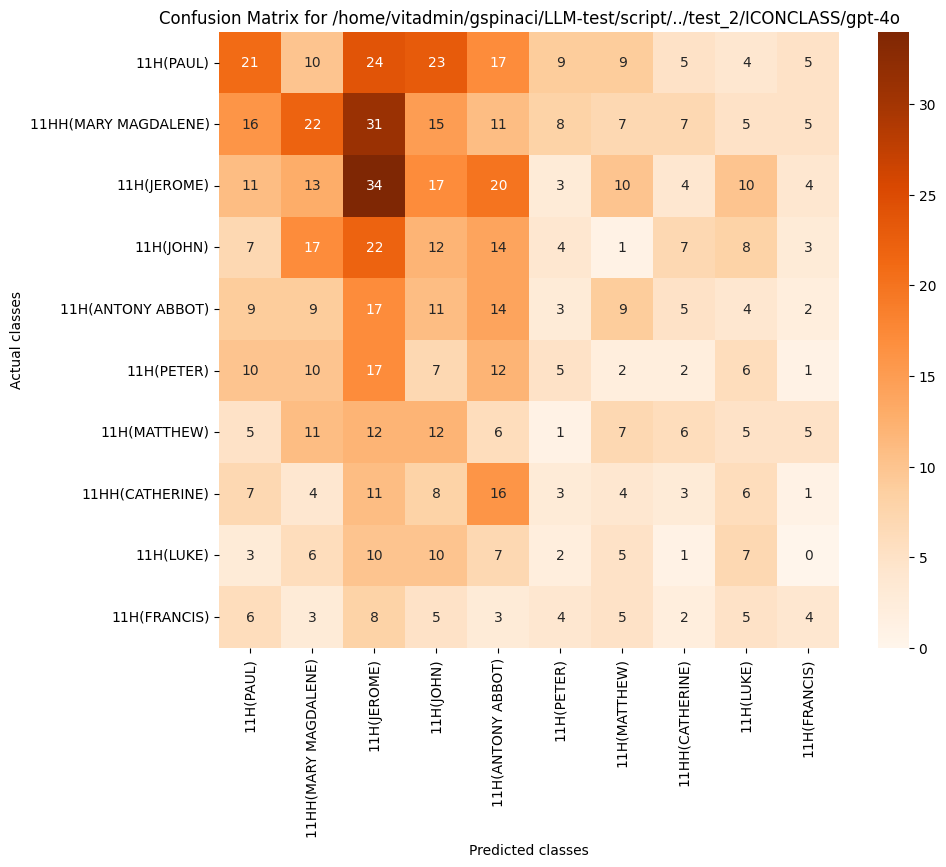 Confusion Matrix for /home/vitadmin/gspinaci/LLM-test/script/../test_2/ICONCLASS/gpt-4o
Actual classes
11H(PAUL) 21 10 24 23 17 9 9 5 4 5
11HH(MARY MAGDALENE) 16 22 31 15 11 8 7 7 5 5
11H(JEROME) 11 13 34 17 20 3 10 4 10 4
11H(JOHN) 7 17 22 12 14 4 1 7 8 3
11H(ANTONY ABBOT) 9 9 17 11 14 3 9 5 4 2
11H(PETER) 10 10 17 7 12 5 2 2 6 1
11H(MATTHEW) 5 11 12 12 6 1 7 6 5 5
11HH(CATHERINE) 7 4 11 8 16 3 4 3 6 1
11H(LUKE) 3 6 10 10 7 2 5 1 7 0
11H(FRANCIS) 6 3 8 5 3 4 5 2 5 4
11H(PAUL)
11HH(MARY MAGDALENE)
11H(JEROME)
11H(JOHN)
11H(ANTONY ABBOT)
11H(PETER)
11H(MATTHEW)
11HH(CATHERINE)
11H(LUKE)
11H(FRANCIS)
Predicted classes
30
25
20
15
10
5
0